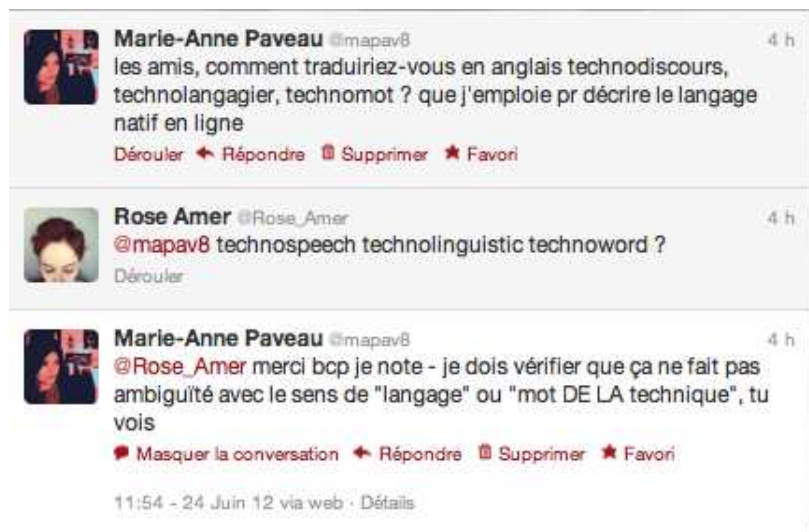 Marie-Anne Paveau @mapav8 4 h
les amis, comment traduiriez-vous en anglais technodiscours,
technolangagier, technomot ? que j'emploie pr décrire le langage
natif en ligne
Dérouler Répondre Supprimer Favori
Rose Amer @Rose_Amer 4 h
@mapav8 technospeech technolinguistic technoword ?
Dérouler
Marie-Anne Paveau @mapav8 4 h
@Rose_Amer merci bcp je note - je dois vérifier que ça ne fait pas
ambiguïté avec le sens de "langage" ou "mot DE LA technique", tu
vois
Masquer la conversation Répondre Supprimer Favori
11:54 - 24 Juin 12 via web · Détails